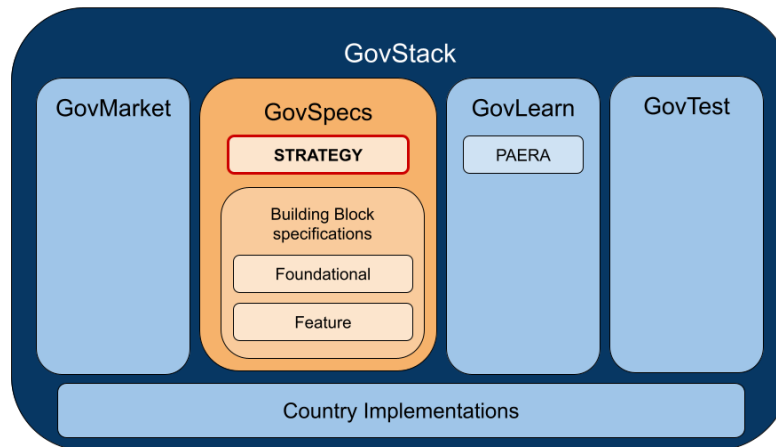 GovStack
GovMarket
GovSpecs
STRATEGY
Building Block
specifications
Foundational
Feature
GovLearn
PAERA
GovTest
Country Implementations